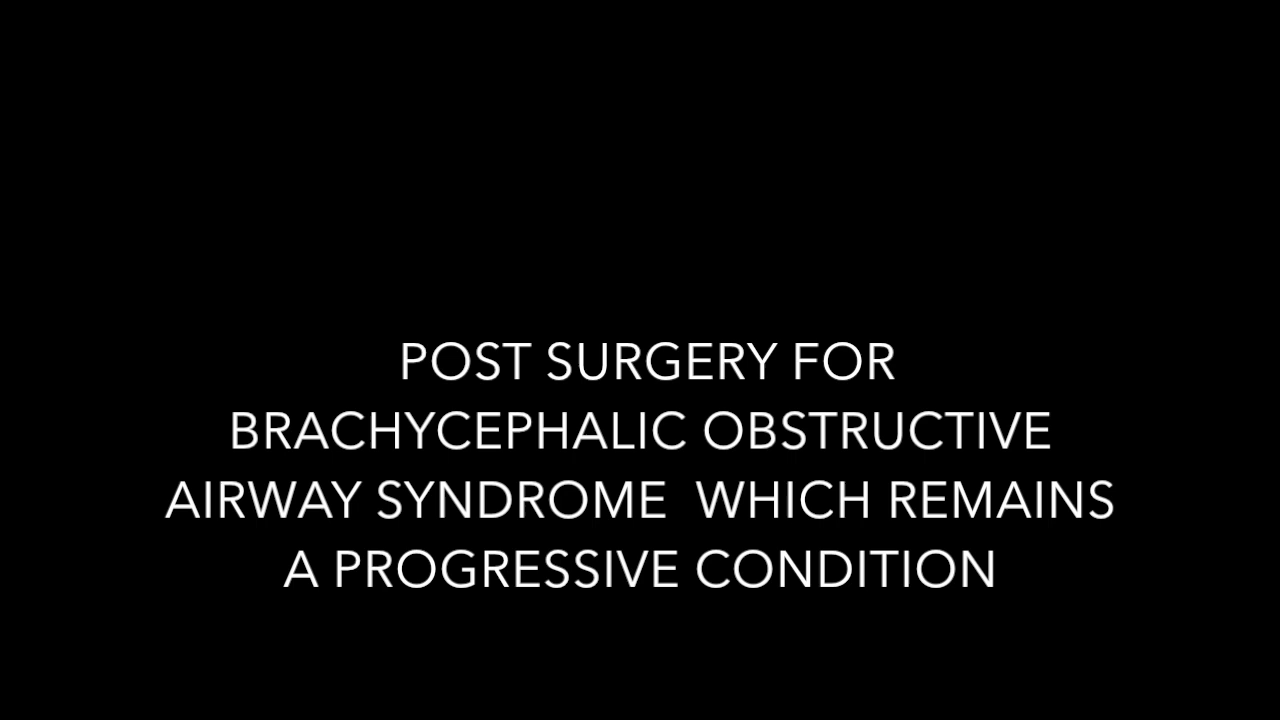 POST SURGERY FOR
BRACHYCEPHALIC OBSTRUCTIVE
AIRWAY SYNDROME  WHICH REMAINS
A PROGRESSIVE CONDITION